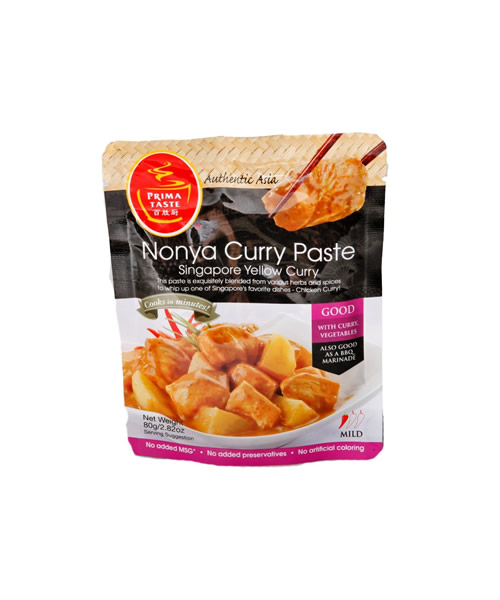 Authentic Asia
PRIMA
TASTE
百胜厨
Nonya Curry Paste
Singapore Yellow Curry
This paste is exquisitely blended from various herbs and spices
to whip up one of Singapore's favorite dishes - Chicken Curry!
Cooks in minutes!
GOOD
WITH CURRY,
VEGETABLES
ALSO GOOD
AS A BBQ
MARINADE
Net Weight
80g/2.82oz
Serving Suggestion
MILD
No added MSG* • No added preservatives • No artificial coloring